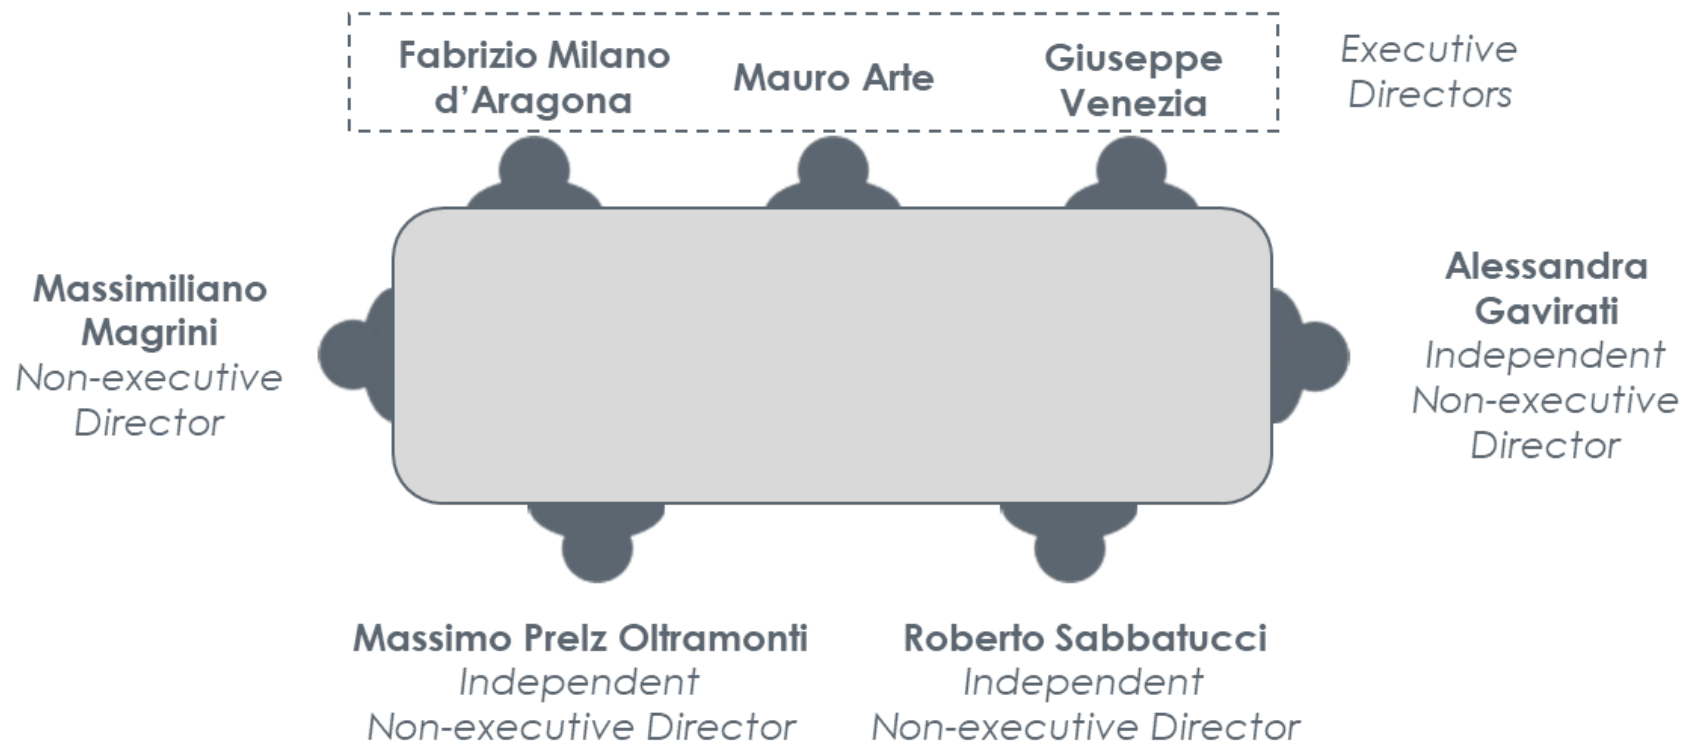 Fabrizio Milano
d’Aragona
Mauro Arte
Giuseppe
Venezia
Executive
Directors
Massimiliano
Magrini
Non-executive
Director
Alessandra
Gavirati
Independent
Non-executive
Director
Massimo Prelz Oltramonti
Independent
Non-executive Director
Roberto Sabbatucci
Independent
Non-executive Director